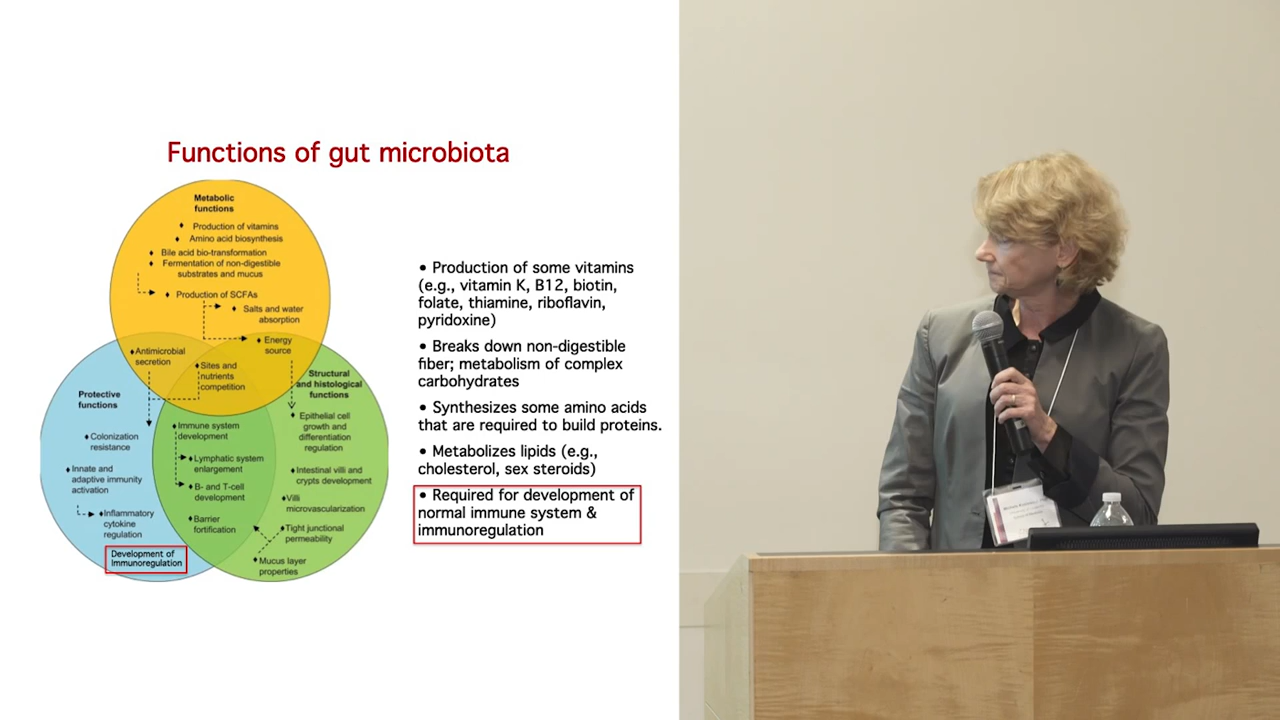 Functions of gut microbiota
Metabolic
functions
♦ Production of vitamins
♦ Amino acid biosynthesis
♦ Bile acid bio-transformation
♦ Fermentation of non-digestible
substrates and mucus
♦ Production of SCFAs
♦ Salts and water
absorption
♦ Energy
source
♦Antimicrobial
secretion
♦Sites and
nutrients
competition
Protective
functions
♦Colonization
resistance
♦Innate and
adaptive immunity
activation
♦Inflammatory
cytokine
regulation
Development of
Immunoregulation
♦Immune system
development
♦Lymphatic system
enlargement
♦B- and T-cell
development
♦Barrier
fortification
Structural
and histological
functions
♦ Epithelial cell
growth and
differentiation
regulation
♦Intestinal villi and
crypts development
♦Villi
microvascularization
♦Tight junctional
permeability
♦Mucus layer
properties
• Production of some vitamins
(e.g., vitamin K, B12, biotin,
folate, thiamine, riboflavin,
pyridoxine)
• Breaks down non-digestible
fiber; metabolism of complex
carbohydrates
• Synthesizes some amino acids
that are required to build proteins.
• Metabolizes lipids (e.g.,
cholesterol, sex steroids)
• Required for development of
normal immune system &
immunoregulation